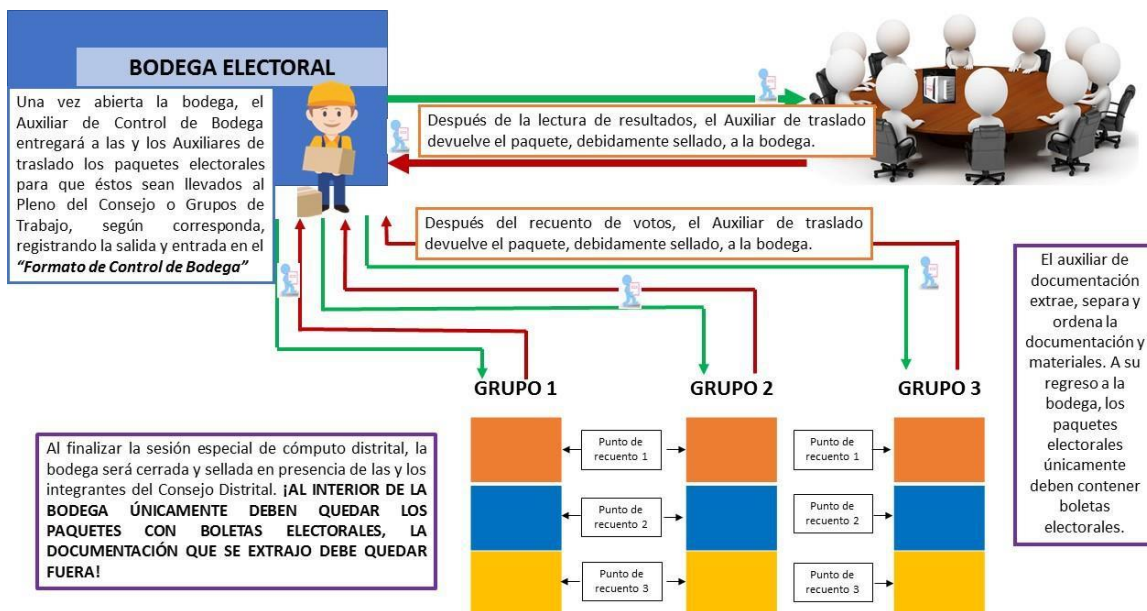 BODEGA ELECTORAL
Una vez abierta la bodega, el
Auxiliar de Control de Bodega
entregará a las y los Auxiliares de
traslado los paquetes electorales
para que éstos sean llevados al
Pleno del Consejo o Grupos de
Trabajo, según corresponda,
registrando la salida y entrada en el
“Formato de Control de Bodega”
Después de la lectura de resultados, el Auxiliar de traslado
devuelve el paquete, debidamente sellado, a la bodega.
Después del recuento de votos, el Auxiliar de traslado
devuelve el paquete, debidamente sellado, a la bodega.
El auxiliar de
documentación
extrae, separa y
ordena la
documentación y
materiales. A su
regreso a la
bodega, los
paquetes
electorales
únicamente
deben contener
boletas
electorales.
GRUPO 1
GRUPO 2
GRUPO 3
Punto de
recuento 1
Punto de
recuento 1
Punto de
recuento 2
Punto de
recuento 2
Punto de
recuento 3
Punto de
recuento 3
Al finalizar la sesión especial de cómputo distrital, la
bodega será cerrada y sellada en presencia de las y los
integrantes del Consejo Distrital. ¡AL INTERIOR DE LA
BODEGA ÚNICAMENTE DEBEN QUEDAR LOS
PAQUETES CON BOLETAS ELECTORALES, LA
DOCUMENTACIÓN QUE SE EXTRAJO DEBE QUEDAR
FUERA!